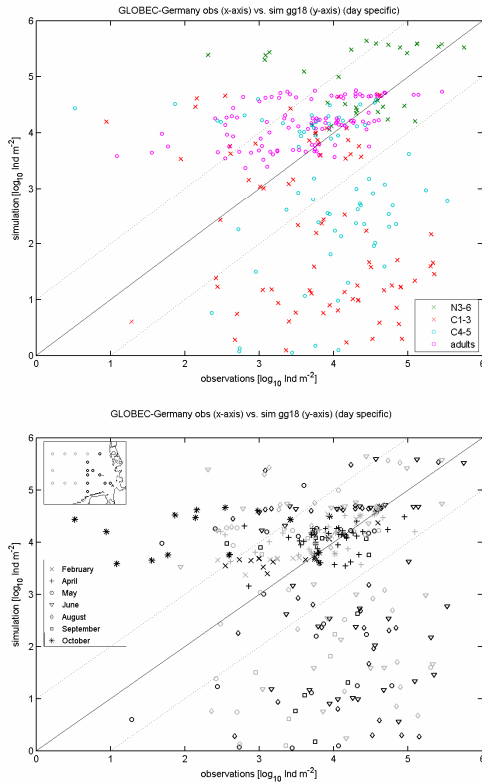 GLOBEC-Germany obs (x-axis) vs. sim gg18 (y-axis) (day specific)
6
5
4
3
2
1
0
simulation [log10 Ind m-2]
N3-6
C1-3
C4-5
adults
0 1 2 3 4 5 6
observations [log10 Ind m-2]
GLOBEC-Germany obs (x-axis) vs. sim gg18 (y-axis) (day specific)
6
5
4
3
2
1
0
simulation [log10 Ind m-2]
February
April
May
June
August
September
October
0 1 2 3 4 5 6
observations [log10 Ind m-2]